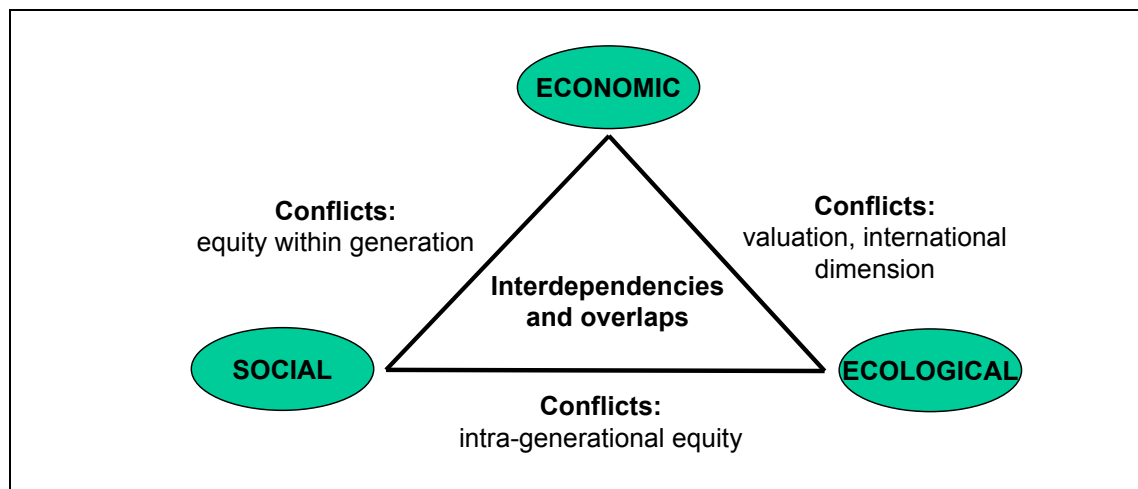 ECONOMIC
Conflicts:
equity within generation
Conflicts:
valuation, international
dimension
Interdependencies
and overlaps
SOCIAL
ECOLOGICAL
Conflicts:
intra-generational equity